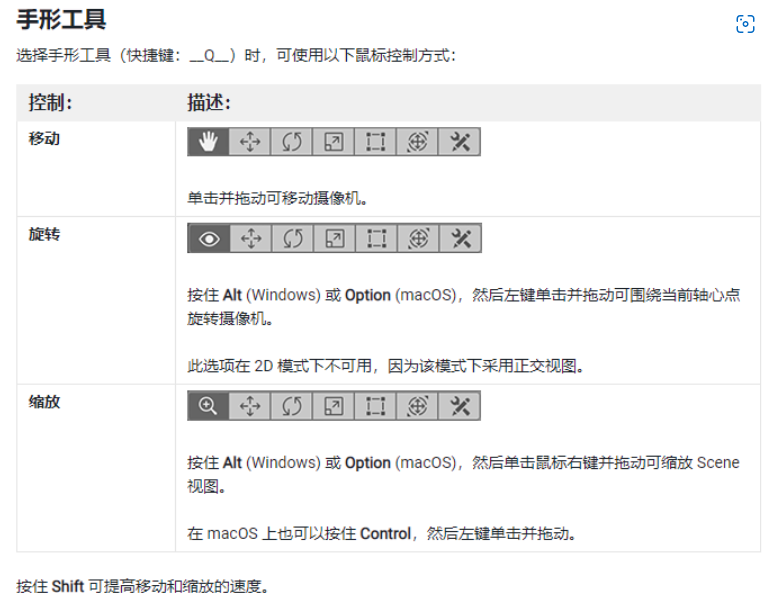 手形工具
选择手形工具（快捷键：__Q__）时，可使用以下鼠标控制方式：
控制：
描述：
移动
单击并拖动可移动摄像机。
旋转
按住 Alt (Windows) 或 Option (macOS)，然后左键单击并拖动可围绕当前轴心点
旋转摄像机。
此选项在 2D 模式下不可用，因为该模式下采用正交视图。
缩放
按住 Alt (Windows) 或 Option (macOS)，然后单击鼠标右键并拖动可缩放 Scene
视图。
在 macOS 上也可以按住 Control，然后左键单击并拖动。
按住 Shift 可提高移动和缩放的速度。